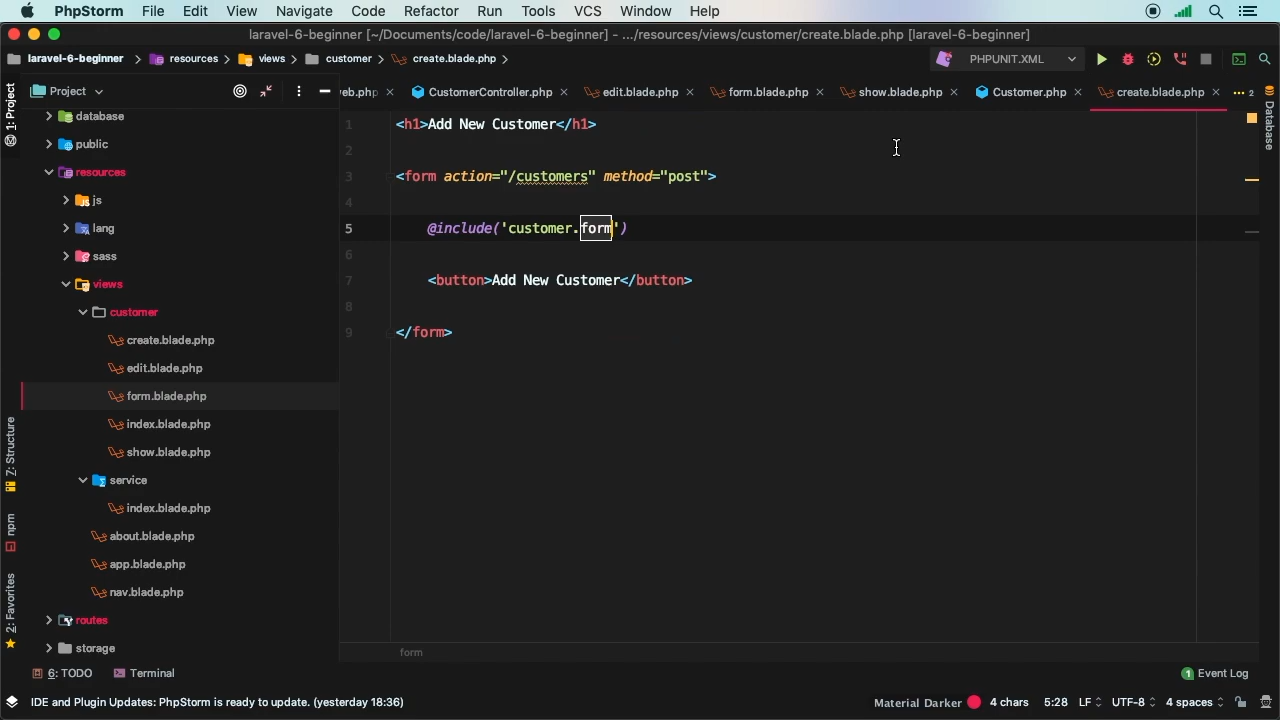 PhpStorm File Edit View Navigate Code Refactor Run Tools VCS Window Help
laravel-6-beginner [~/Documents/code/laravel-6-beginner] - .../resources/views/customer/create.blade.php [laravel-6-beginner]
laravel-6-beginner resources views customer create.blade.php PHPUNIT.XML
1: Project
Project
web.php CustomerController.php edit.blade.php form.blade.php show.blade.php Customer.php create.blade.php 2
Database
database
public
resources
js
lang
sass
views
customer
create.blade.php
edit.blade.php
form.blade.php
index.blade.php
show.blade.php
service
index.blade.php
about.blade.php
app.blade.php
nav.blade.php
routes
storage
1 <h1>Add New Customer</h1>
2
3 <form action="/customers" method="post">
4
5 @include('customer.form')
6
7 <button>Add New Customer</button>
8
9 </form>
form
7: Structure
npm
2: Favorites
6: TODO Terminal 1 Event Log
IDE and Plugin Updates: PhpStorm is ready to update. (yesterday 18:36) Material Darker 4 chars 5:28 LF UTF-8 4 spaces